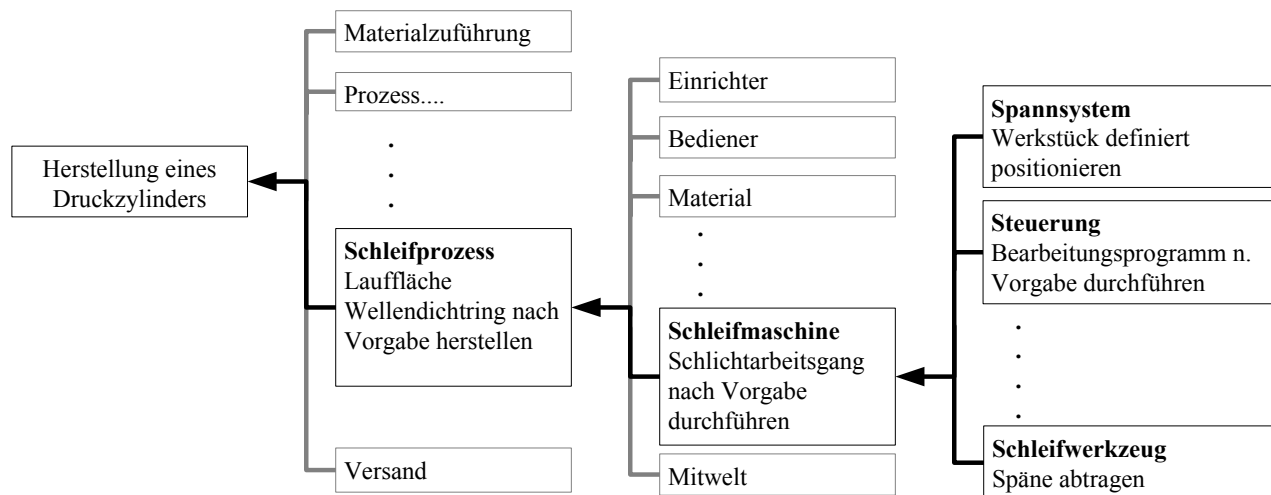 Herstellung eines
Druckzylinders
Materialzuführung
Prozess....
Schleifprozess
Lauffläche
Wellendichtring nach
Vorgabe herstellen
Versand
Einrichter
Bediener
Material
Schleifmaschine
Schlichtarbeitsgang
nach Vorgabe
durchführen
Mitwelt
Spannsystem
Werkstück definiert
positionieren
Steuerung
Bearbeitungsprogramm n.
Vorgabe durchführen
Schleifwerkzeug
Späne abtragen